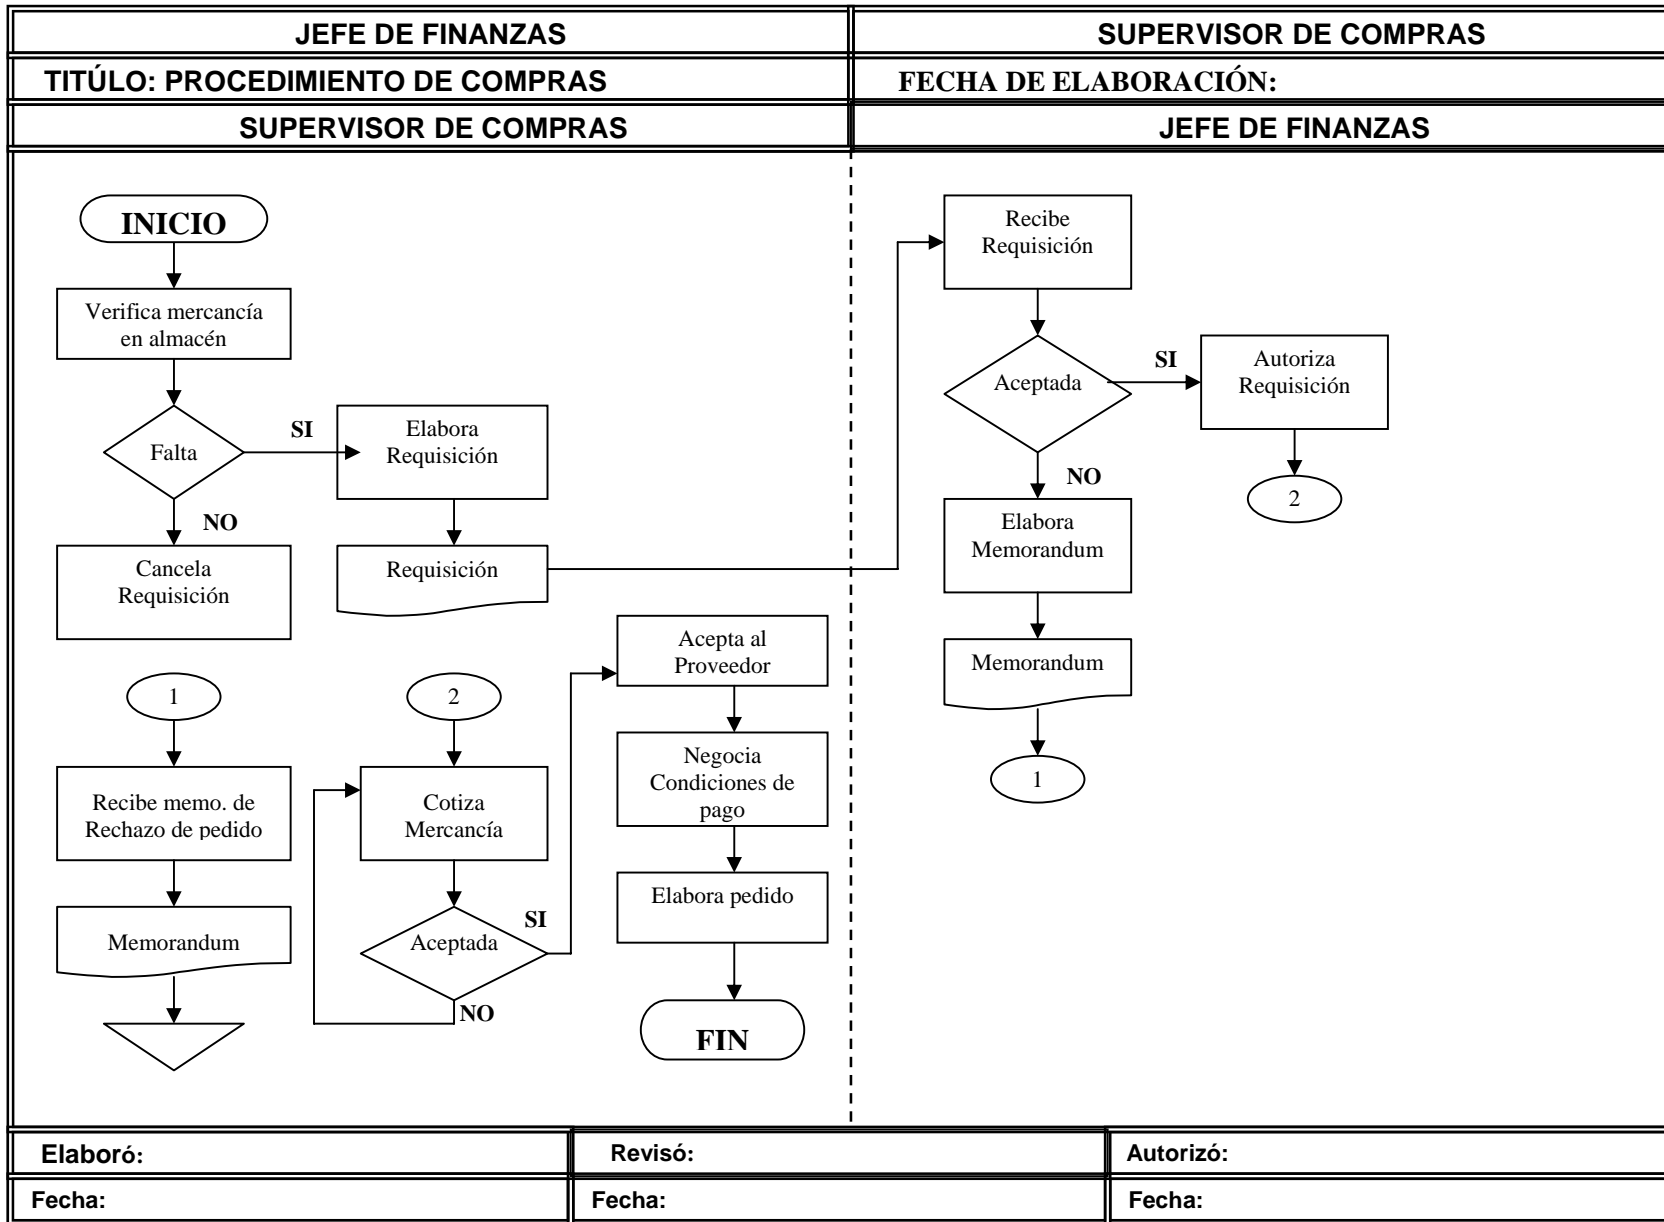 JEFE DE FINANZAS
SUPERVISOR DE COMPRAS
TITÚLO: PROCEDIMIENTO DE COMPRAS
FECHA DE ELABORACIÓN:
SUPERVISOR DE COMPRAS
JEFE DE FINANZAS
INICIO
Verifica mercancía
en almacén
Falta
SI
NO
Elabora
Requisición
Cancela
Requisición
Requisición
Recibe
Requisición
Aceptada
SI
Autoriza
Requisición
2
NO
Elabora
Memorandum
Memorandum
1
1
Recibe memo. de
Rechazo de pedido
Memorandum
2
Cotiza
Mercancía
Aceptada
SI
NO
Acepta al
Proveedor
Negocia
Condiciones de
pago
Elabora pedido
FIN
Elaboró:
Revisó:
Autorizó:
Fecha:
Fecha:
Fecha: